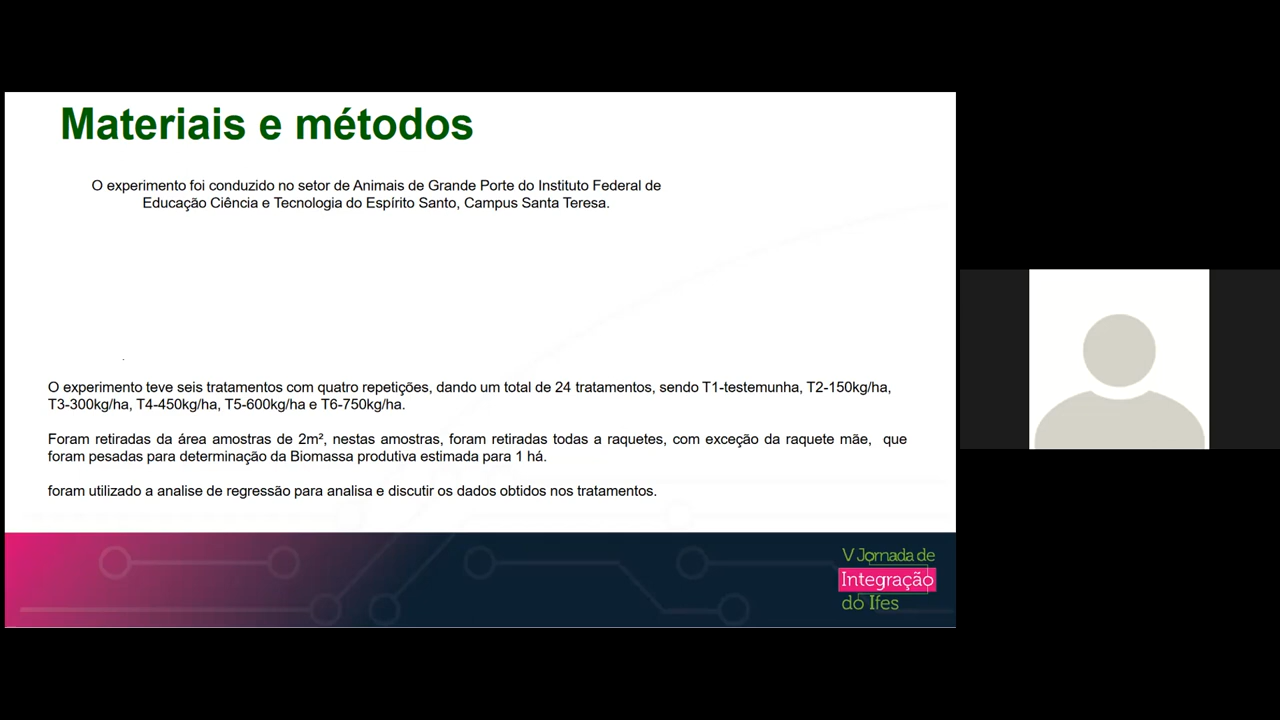 Materiais e métodos
O experimento foi conduzido no setor de Animais de Grande Porte do Instituto Federal de
Educação Ciência e Tecnologia do Espírito Santo, Campus Santa Teresa.
.
O experimento teve seis tratamentos com quatro repetições, dando um total de 24 tratamentos, sendo T1-testemunha, T2-150kg/ha,
T3-300kg/ha, T4-450kg/ha, T5-600kg/ha e T6-750kg/ha.
Foram retiradas da área amostras de 2m², nestas amostras, foram retiradas todas a raquetes, com exceção da raquete mãe, que
foram pesadas para determinação da Biomassa produtiva estimada para 1 há.
foram utilizado a analise de regressão para analisa e discutir os dados obtidos nos tratamentos.
V Jornada de
Integração
do Ifes